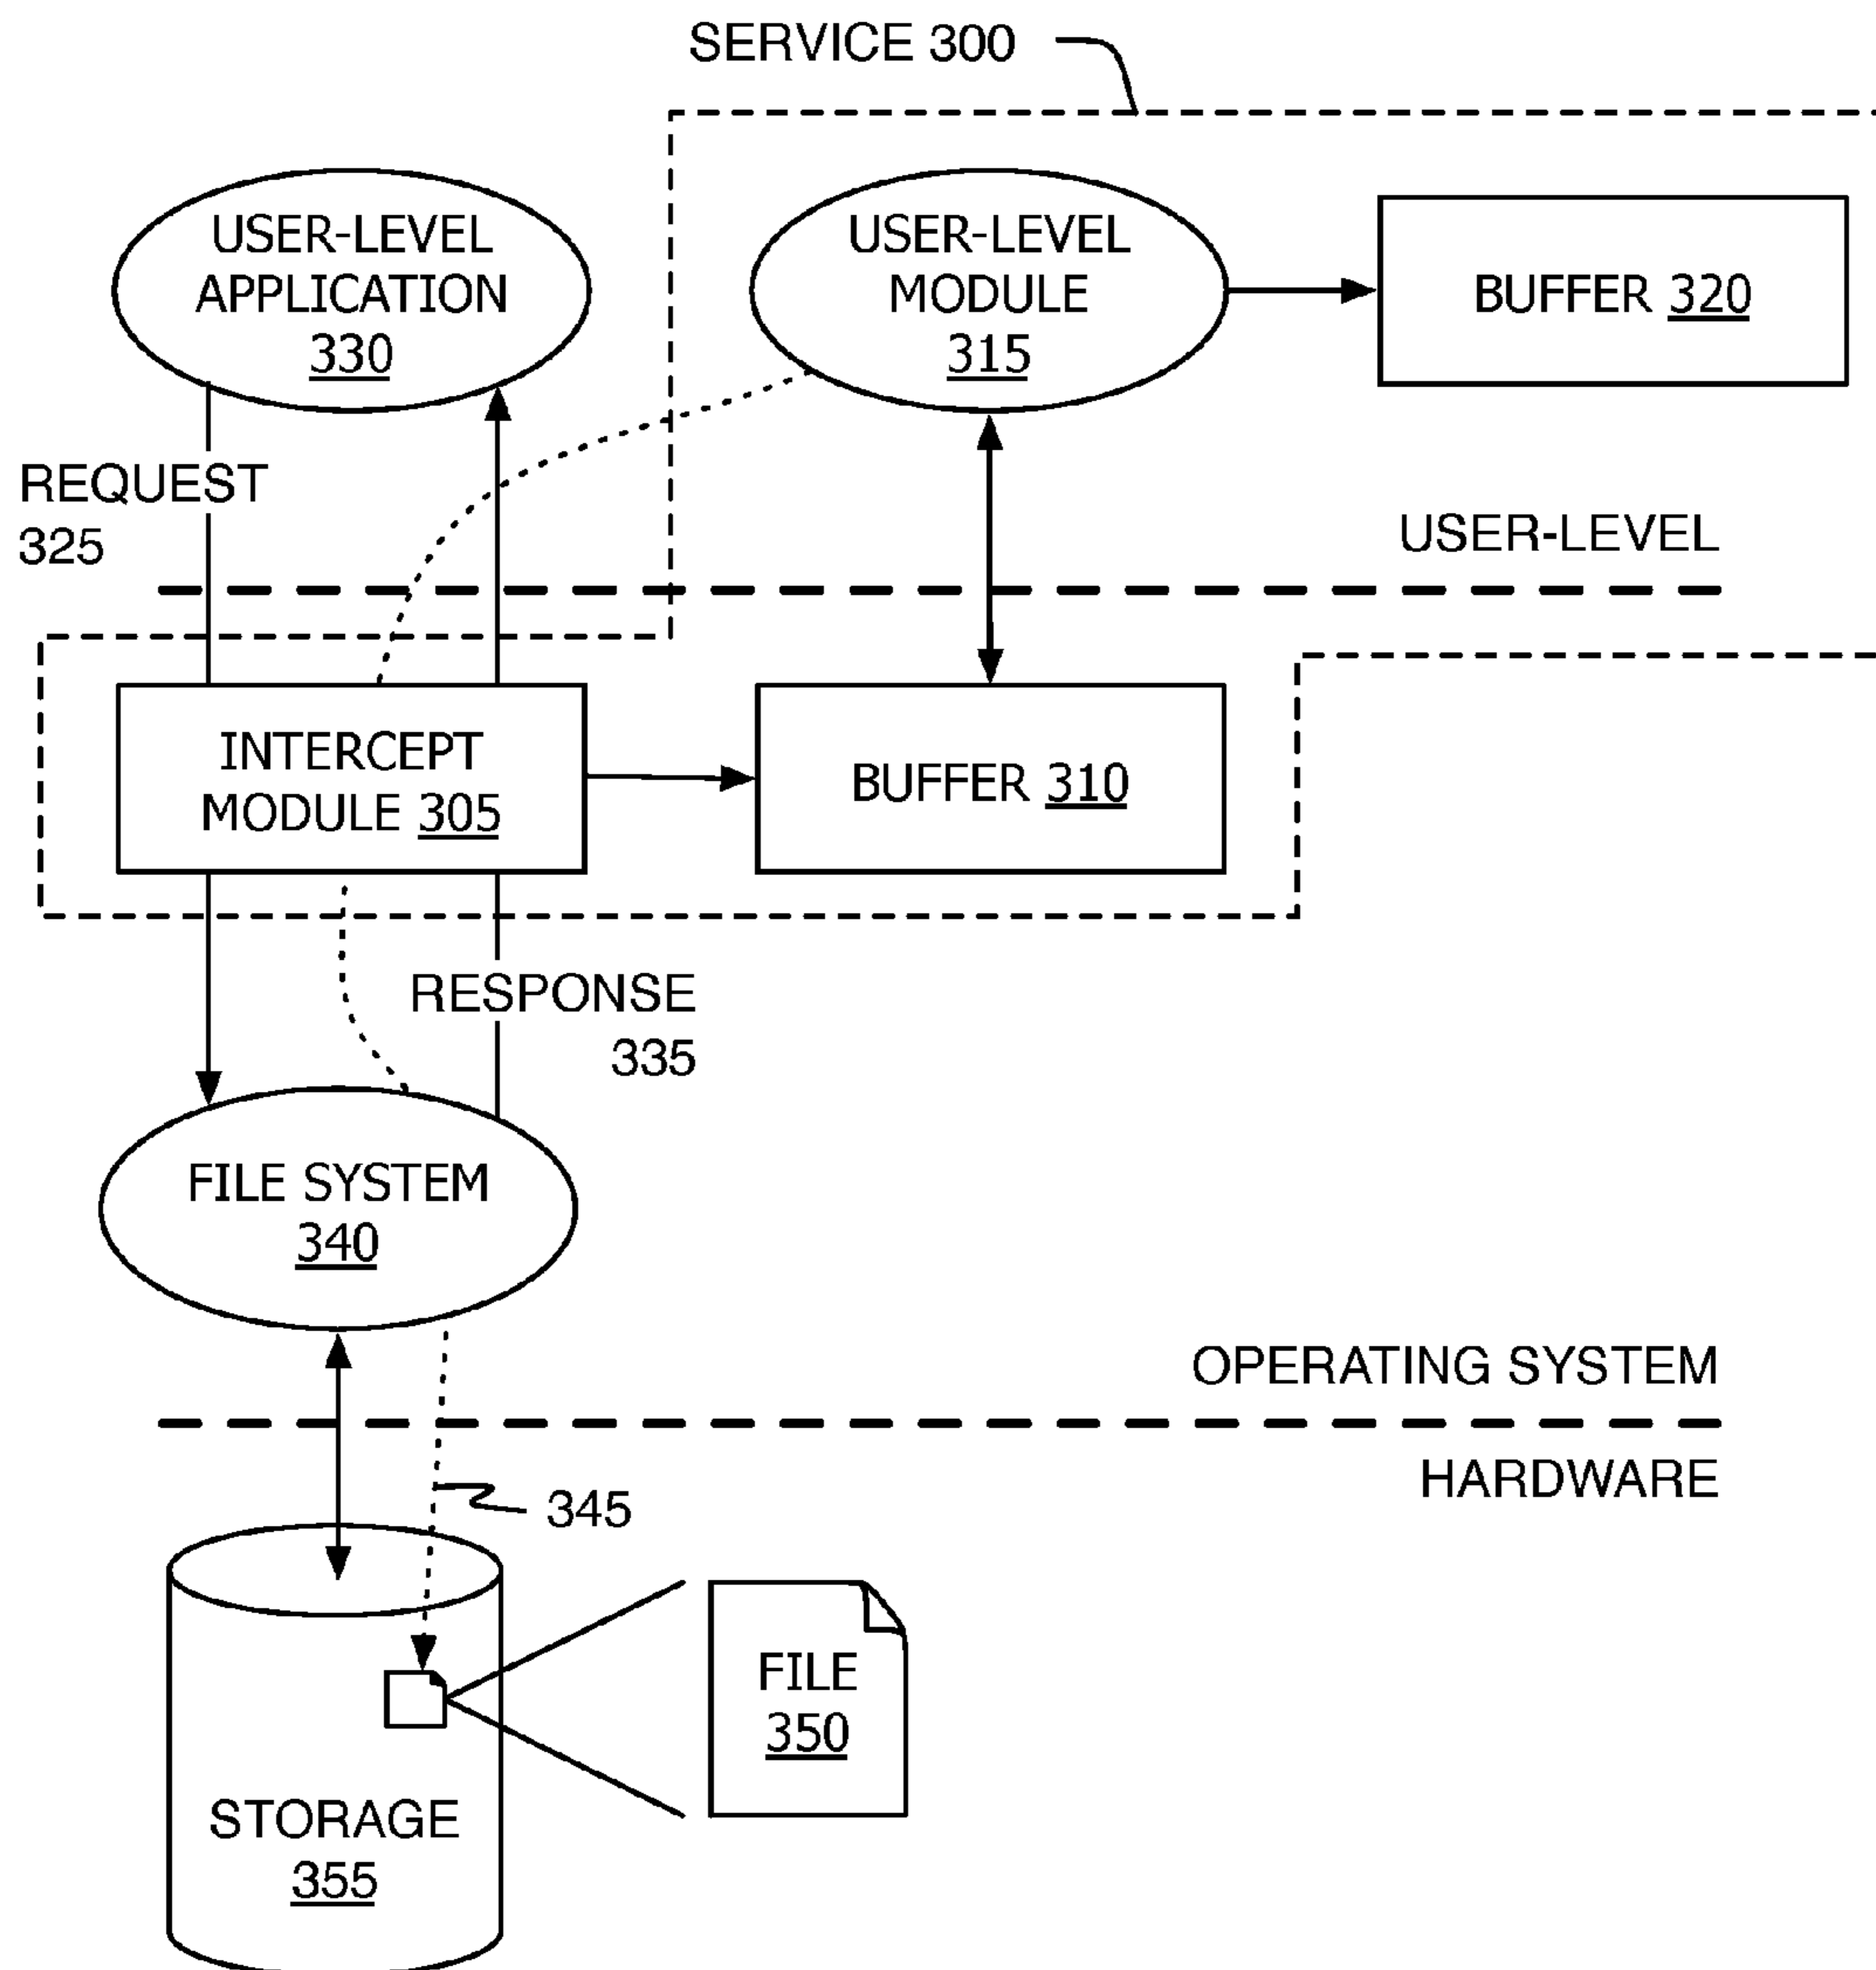 SERVICE 300
USER-LEVEL
APPLICATION
330
USER-LEVEL
MODULE
315
BUFFER 320
REQUEST
325
USER-LEVEL
INTERCEPT
MODULE 305
BUFFER 310
RESPONSE
335
FILE SYSTEM
340
OPERATING SYSTEM
HARDWARE
345
FILE
350
STORAGE
355